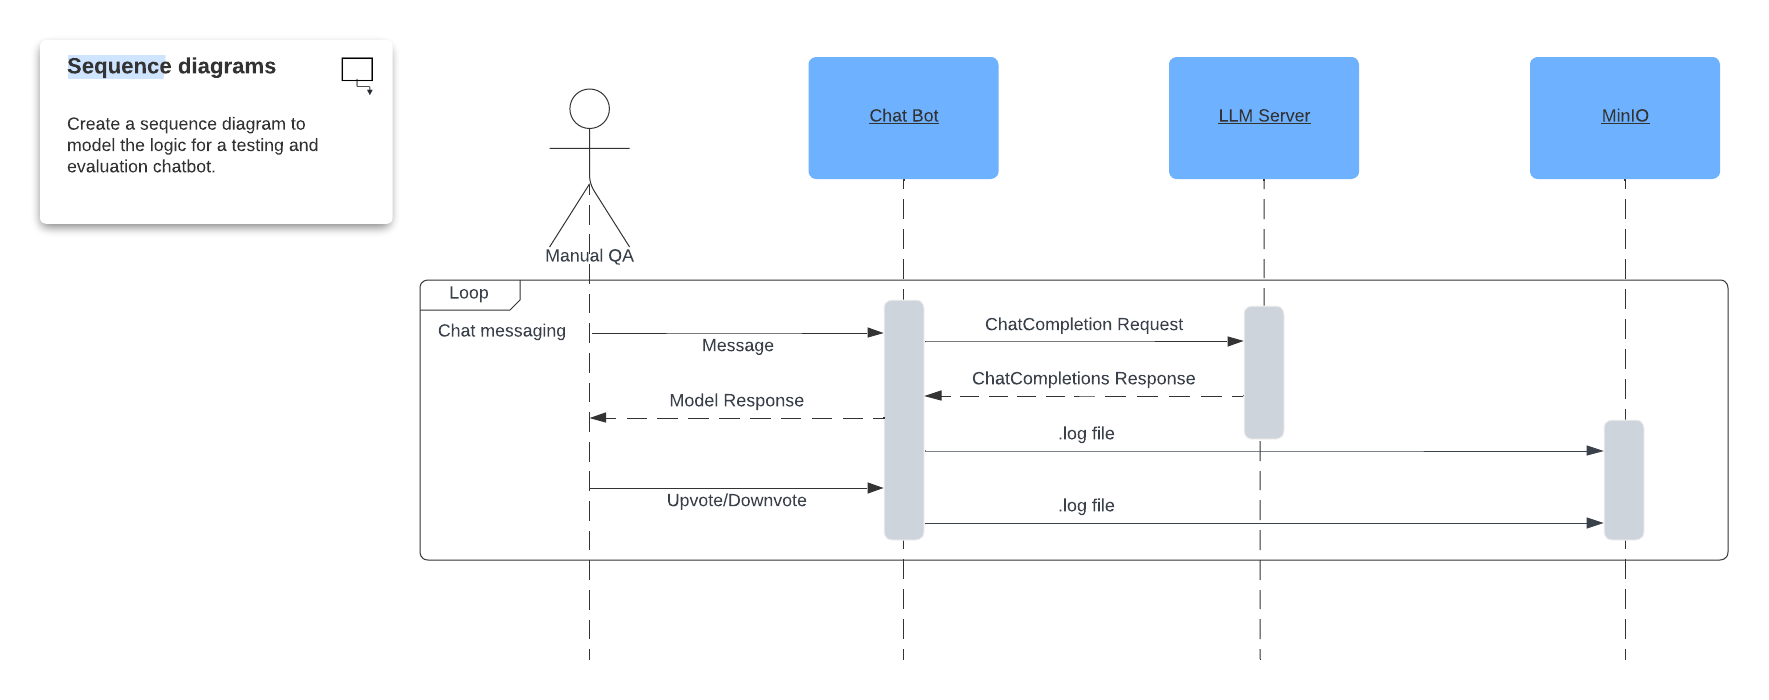 Sequence diagrams
Create a sequence diagram to
model the logic for a testing and
evaluation chatbot.
Manual QA
Chat Bot
LLM Server
MinIO
Loop
Chat messaging
Message
ChatCompletion Request
ChatCompletions Response
Model Response
.log file
Upvote/Downvote
.log file